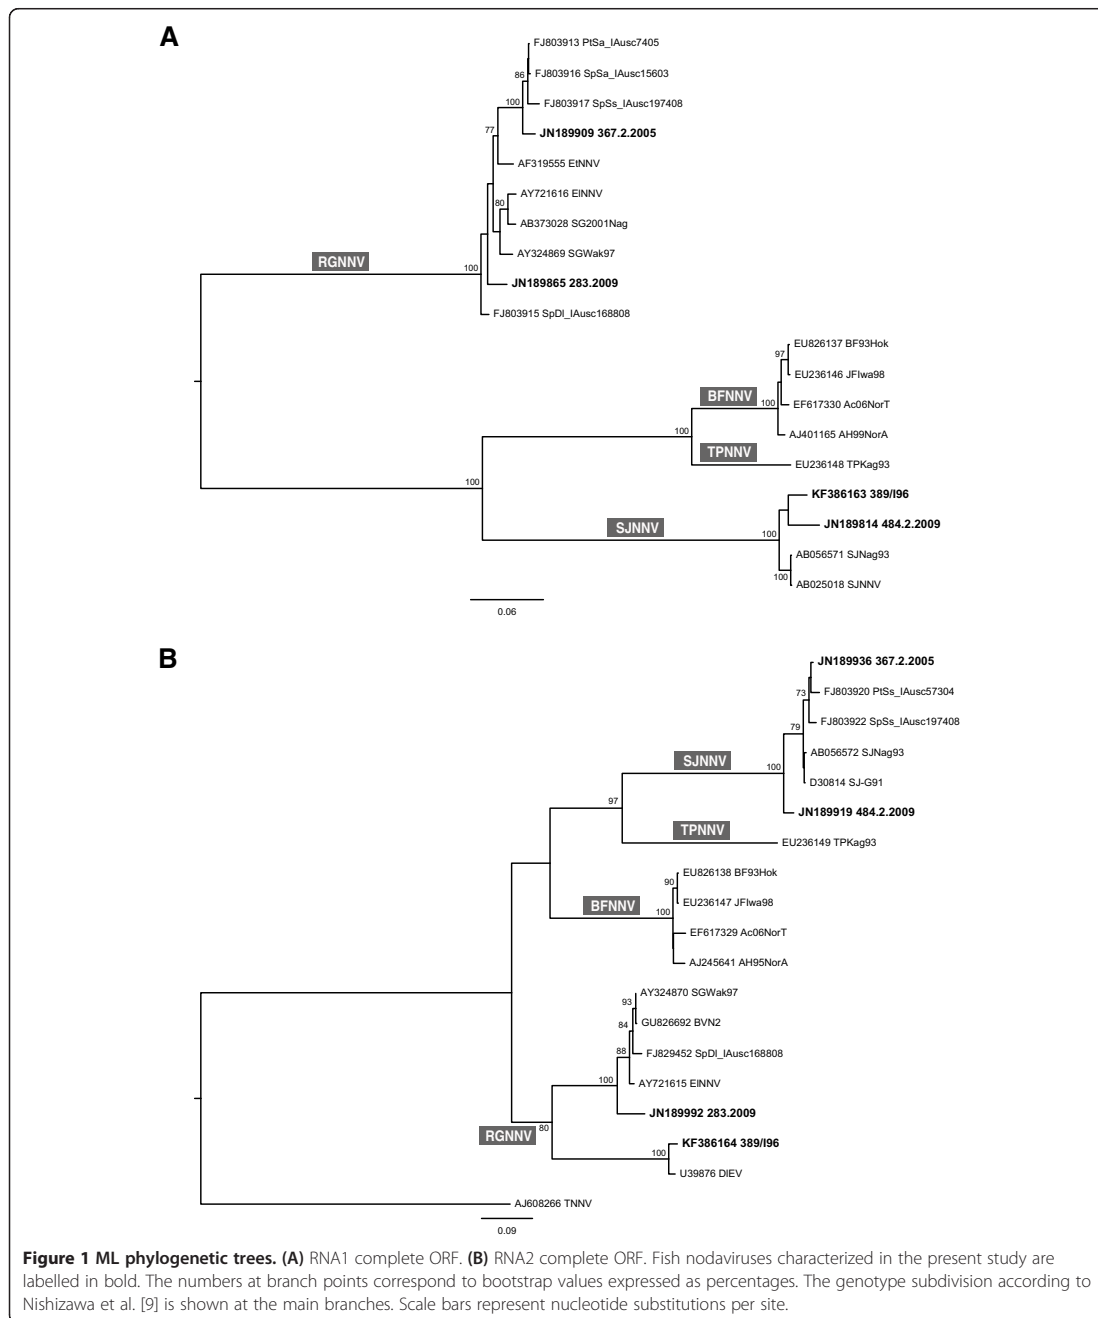 A
FJ803913 PtSa_IAusc7405
86
FJ803916 SpSa_IAusc15603
100
FJ803917 SpSs_IAusc197408
77
JN189909 367.2.2005
AF319555 EtNNV
AY721616 ElNNV
80
AB373028 SG2001Nag
AY324869 SGWak97
RGNNV
100
JN189865 283.2009
FJ803915 SpDl_IAusc168808
EU826137 BF93Hok
97
EU236146 JFIwa98
BFNNV
100
EF617330 Ac06NorT
100
AJ401165 AH99NorA
TPNNV
EU236148 TPKag93
100
KF386163 389/I96
SJNNV
JN189814 484.2.2009
100
AB056571 SJNag93
100
AB025018 SJNNV
0.06
B
JN189936 367.2.2005
73
FJ803920 PtSs_IAusc57304
FJ803922 SpSs_IAusc197408
79
AB056572 SJNag93
SJNNV
100
D30814 SJ-G91
97
JN189919 484.2.2009
TPNNV
EU236149 TPKag93
EU826138 BF93Hok
90
EU236147 JFIwa98
BFNNV
100
EF617329 Ac06NorT
AJ245641 AH95NorA
AY324870 SGWak97
93
GU826692 BVN2
84
FJ829452 SpDl_IAusc168808
88
100
AY721615 ElNNV
JN189992 283.2009
RGNNV
80
KF386164 389/I96
100
U39876 DIEV
AJ608266 TNNV
0.09
Figure 1 ML phylogenetic trees. (A) RNA1 complete ORF. (B) RNA2 complete ORF. Fish nodaviruses characterized in the present study are
labelled in bold. The numbers at branch points correspond to bootstrap values expressed as percentages. The genotype subdivision according to
Nishizawa et al. [9] is shown at the main branches. Scale bars represent nucleotide substitutions per site.